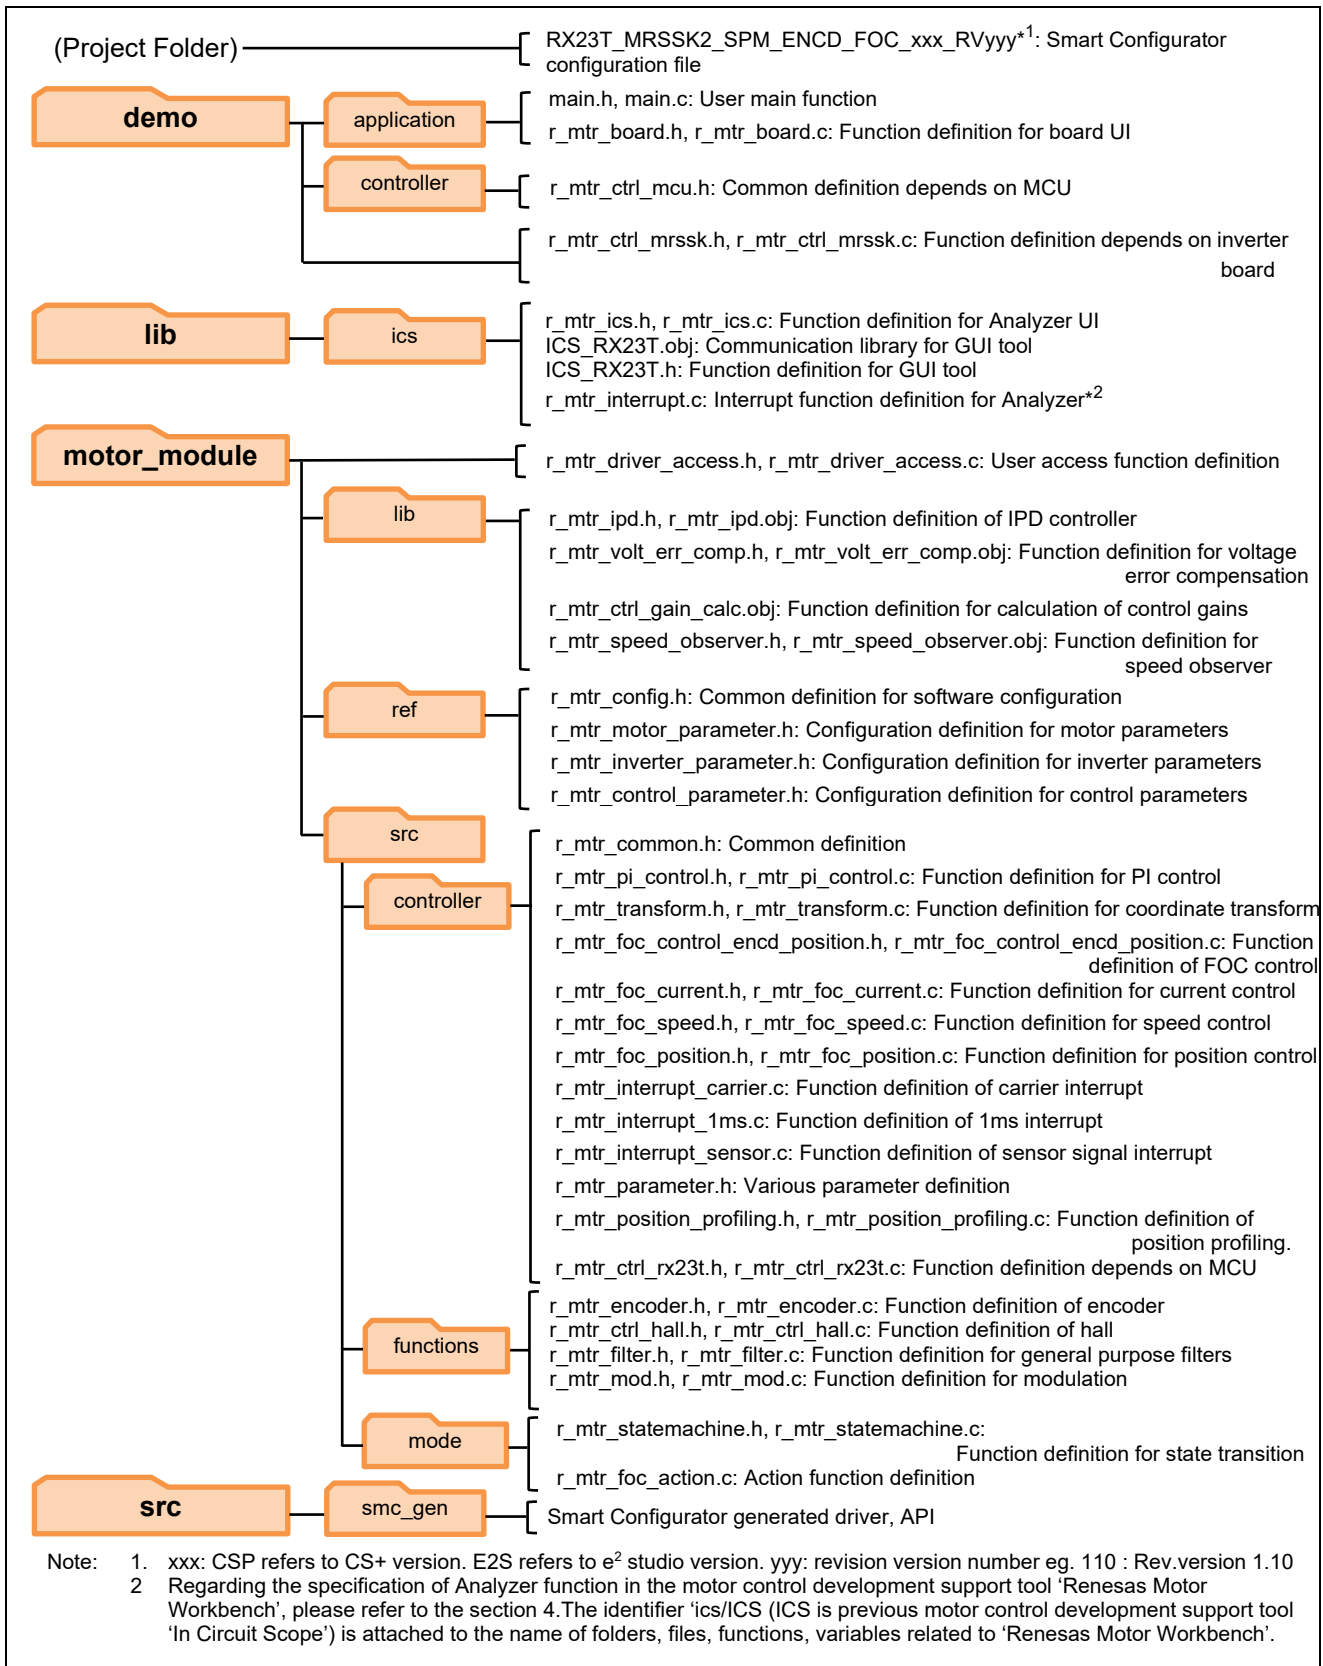 (Project Folder)
RX23T_MRSSK2_SPM_ENCD_FOC_xxx_RVyyy*1: Smart Configurator
configuration file
demo
application
main.h, main.c: User main function
r_mtr_board.h, r_mtr_board.c: Function definition for board UI
controller
r_mtr_ctrl_mcu.h: Common definition depends on MCU
r_mtr_ctrl_mrssk.h, r_mtr_ctrl_mrssk.c: Function definition depends on inverter
board
lib
ics
r_mtr_ics.h, r_mtr_ics.c: Function definition for Analyzer UI
ICS_RX23T.obj: Communication library for GUI tool
ICS_RX23T.h: Function definition for GUI tool
r_mtr_interrupt.c: Interrupt function definition for Analyzer*2
motor_module
r_mtr_driver_access.h, r_mtr_driver_access.c: User access function definition
lib
r_mtr_ipd.h, r_mtr_ipd.obj: Function definition of IPD controller
r_mtr_volt_err_comp.h, r_mtr_volt_err_comp.obj: Function definition for voltage
error compensation
r_mtr_ctrl_gain_calc.obj: Function definition for calculation of control gains
r_mtr_speed_observer.h, r_mtr_speed_observer.obj: Function definition for
speed observer
ref
r_mtr_config.h: Common definition for software configuration
r_mtr_motor_parameter.h: Configuration definition for motor parameters
r_mtr_inverter_parameter.h: Configuration definition for inverter parameters
r_mtr_control_parameter.h: Configuration definition for control parameters
src
controller
r_mtr_common.h: Common definition
r_mtr_pi_control.h, r_mtr_pi_control.c: Function definition for PI control
r_mtr_transform.h, r_mtr_transform.c: Function definition for coordinate transform
r_mtr_foc_control_encd_position.h, r_mtr_foc_control_encd_position.c: Function
definition of FOC control
r_mtr_foc_current.h, r_mtr_foc_current.c: Function definition for current control
r_mtr_foc_speed.h, r_mtr_foc_speed.c: Function definition for speed control
r_mtr_foc_position.h, r_mtr_foc_position.c: Function definition for position control
r_mtr_interrupt_carrier.c: Function definition of carrier interrupt
r_mtr_interrupt_1ms.c: Function definition of 1ms interrupt
r_mtr_interrupt_sensor.c: Function definition of sensor signal interrupt
r_mtr_parameter.h: Various parameter definition
r_mtr_position_profiling.h, r_mtr_position_profiling.c: Function definition of
position profiling.
r_mtr_ctrl_rx23t.h, r_mtr_ctrl_rx23t.c: Function definition depends on MCU
functions
r_mtr_encoder.h, r_mtr_encoder.c: Function definition of encoder
r_mtr_ctrl_hall.h, r_mtr_ctrl_hall.c: Function definition of hall
r_mtr_filter.h, r_mtr_filter.c: Function definition for general purpose filters
r_mtr_mod.h, r_mtr_mod.c: Function definition for modulation
mode
r_mtr_statemachine.h, r_mtr_statemachine.c:
Function definition for state transition
r_mtr_foc_action.c: Action function definition
src
smc_gen
Smart Configurator generated driver, API
Note: 1. xxx: CSP refers to CS+ version. E2S refers to e2 studio version. yyy: revision version number eg. 110 : Rev.version 1.10
2 Regarding the specification of Analyzer function in the motor control development support tool ‘Renesas Motor
Workbench’, please refer to the section 4.The identifier ‘ics/ICS (ICS is previous motor control development support tool
‘In Circuit Scope’) is attached to the name of folders, files, functions, variables related to ‘Renesas Motor Workbench’.